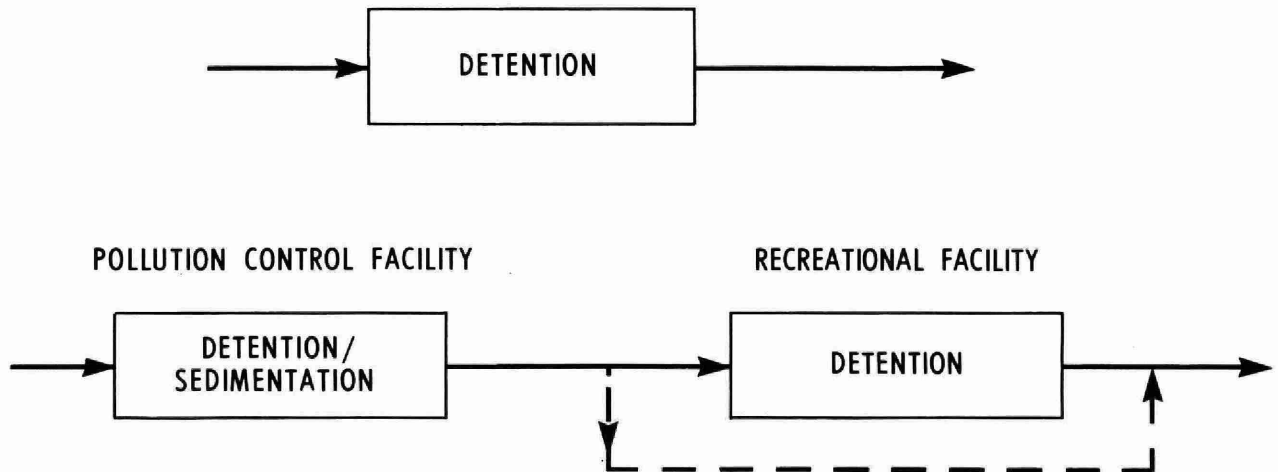 DETENTION
POLLUTION CONTROL FACILITY
RECREATIONAL FACILITY
DETENTION/
SEDIMENTATION
DETENTION